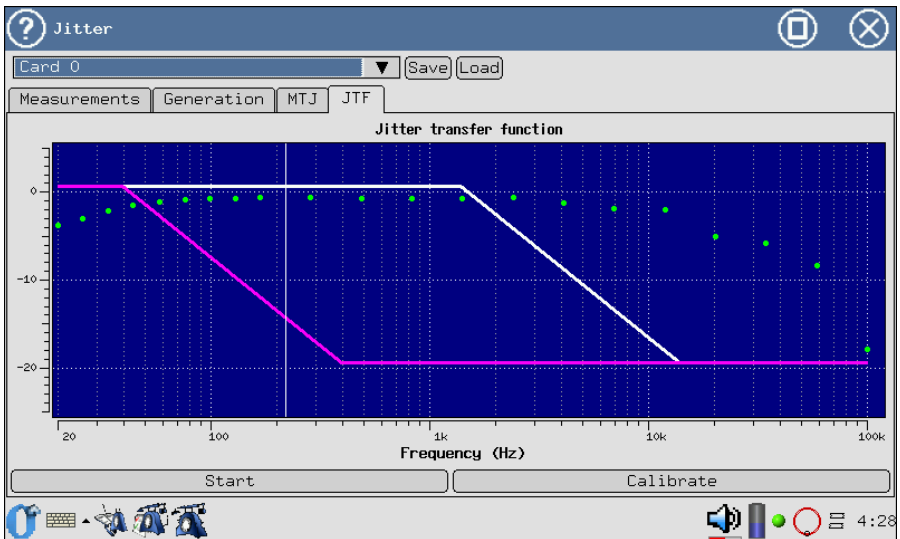 Jitter
Card 0
Save Load
Measurements Generation MTJ JTF
Jitter transfer function
0
-10
-20
20 100 1k 10k 100k
Frequency (Hz)
Start Calibrate
4:28